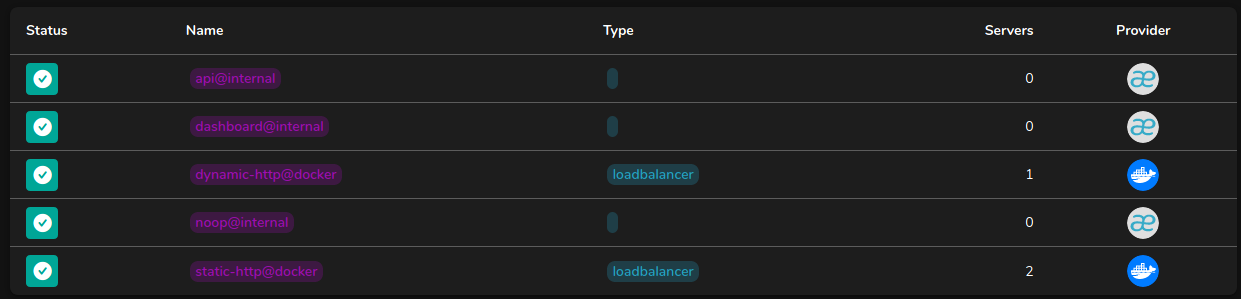 Status Name Type Servers Provider
api@internal 0
dashboard@internal 0
dynamic-http@docker loadbalancer 1
noop@internal 0
static-http@docker loadbalancer 2